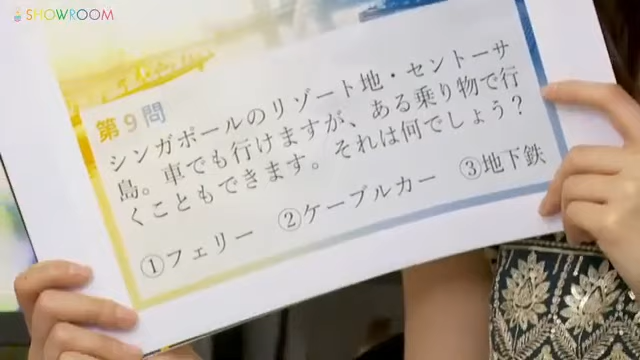 SHOWROOM
第9問
シンガポールのリゾート地・セントーサ
島。車でも行けますが、ある乗り物で行
くこともできます。それは何でしょう？
①フェリー ②ケーブルカー ③地下鉄